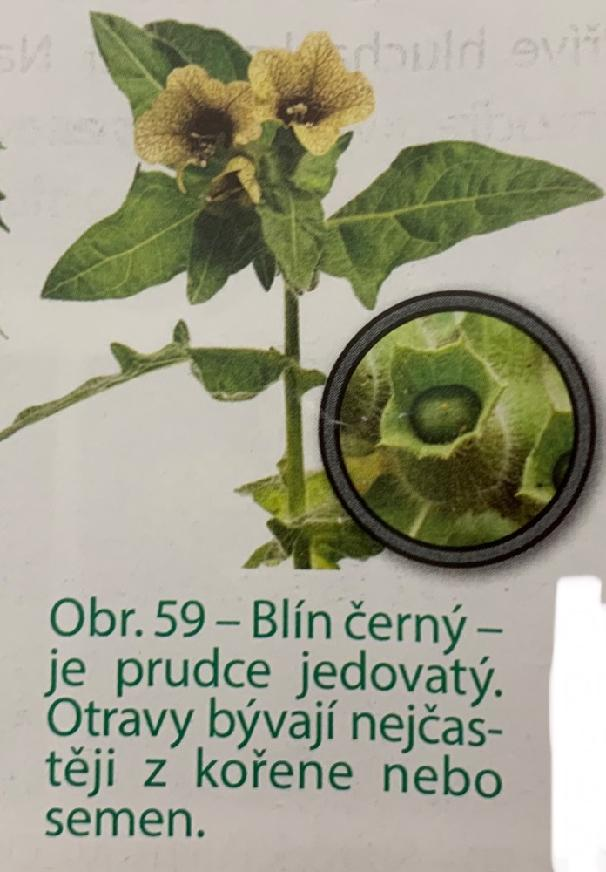 Obr. 59 – Blín černý –
je prudce jedovatý.
Otravy bývají nejčas-
těji z kořene nebo
semen.